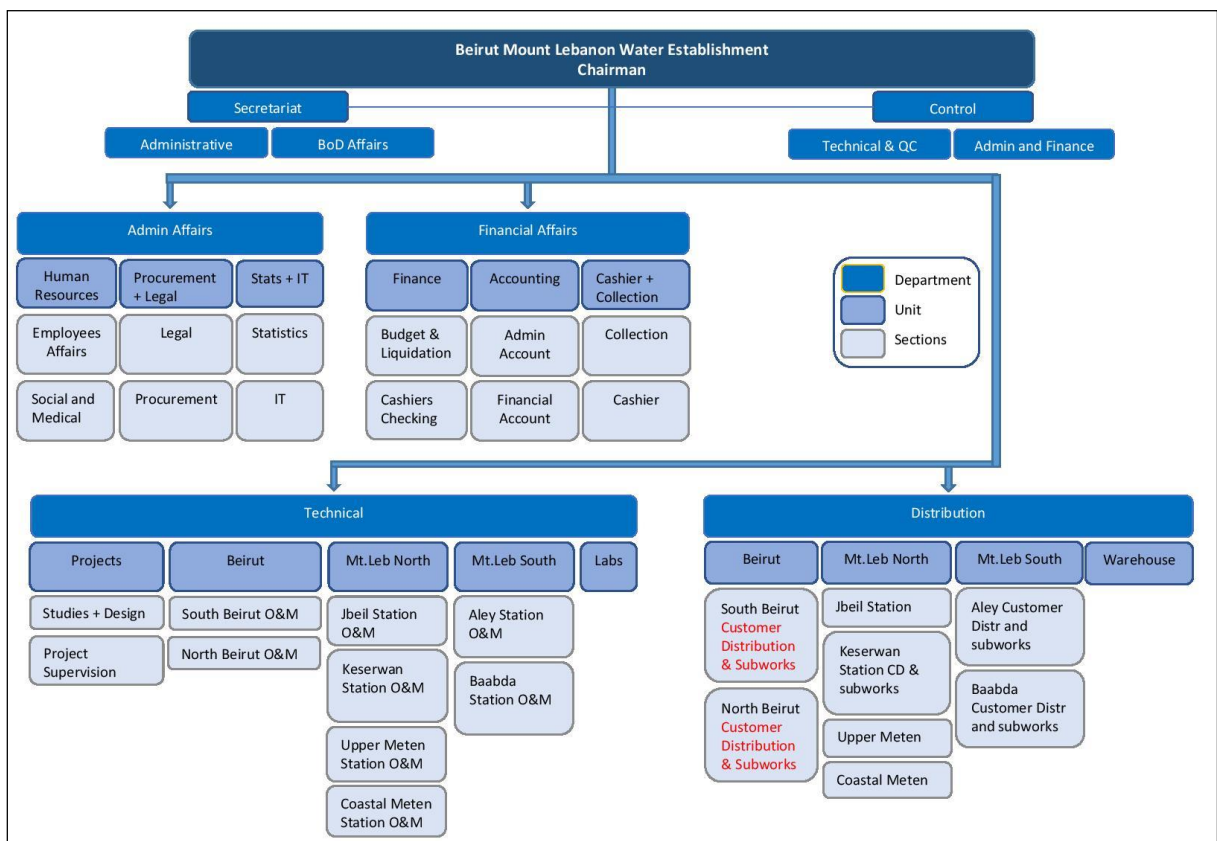 Beirut Mount Lebanon Water Establishment
Chairman
Secretariat
Control
Administrative
BoD Affairs
Technical & QC
Admin and Finance
Admin Affairs
Financial Affairs
Human
Resources
Procurement
+ Legal
Stats + IT
Finance
Accounting
Cashier +
Collection
Department
Unit
Sections
Employees
Affairs
Legal
Statistics
Budget &
Liquidation
Admin
Account
Collection
Social and
Medical
Procurement
IT
Cashiers
Checking
Financial
Account
Cashier
Technical
Distribution
Projects
Beirut
Mt.Leb North
Mt.Leb South
Labs
Beirut
Mt.Leb North
Mt.Leb South
Warehouse
Studies + Design
Project
Supervision
South Beirut O&M
North Beirut O&M
Jbeil Station
O&M
Keserwan
Station O&M
Upper Meten
Station O&M
Coastal Meten
Station O&M
Aley Station
O&M
Baabda
Station O&M
South Beirut
Customer
Distribution
& Subworks
North Beirut
Customer
Distribution
& Subworks
Jbeil Station
Keserwan
Station CD &
subworks
Upper Meten
Coastal Meten
Aley Customer
Distr and
subworks
Baabda
Customer Distr
and subworks